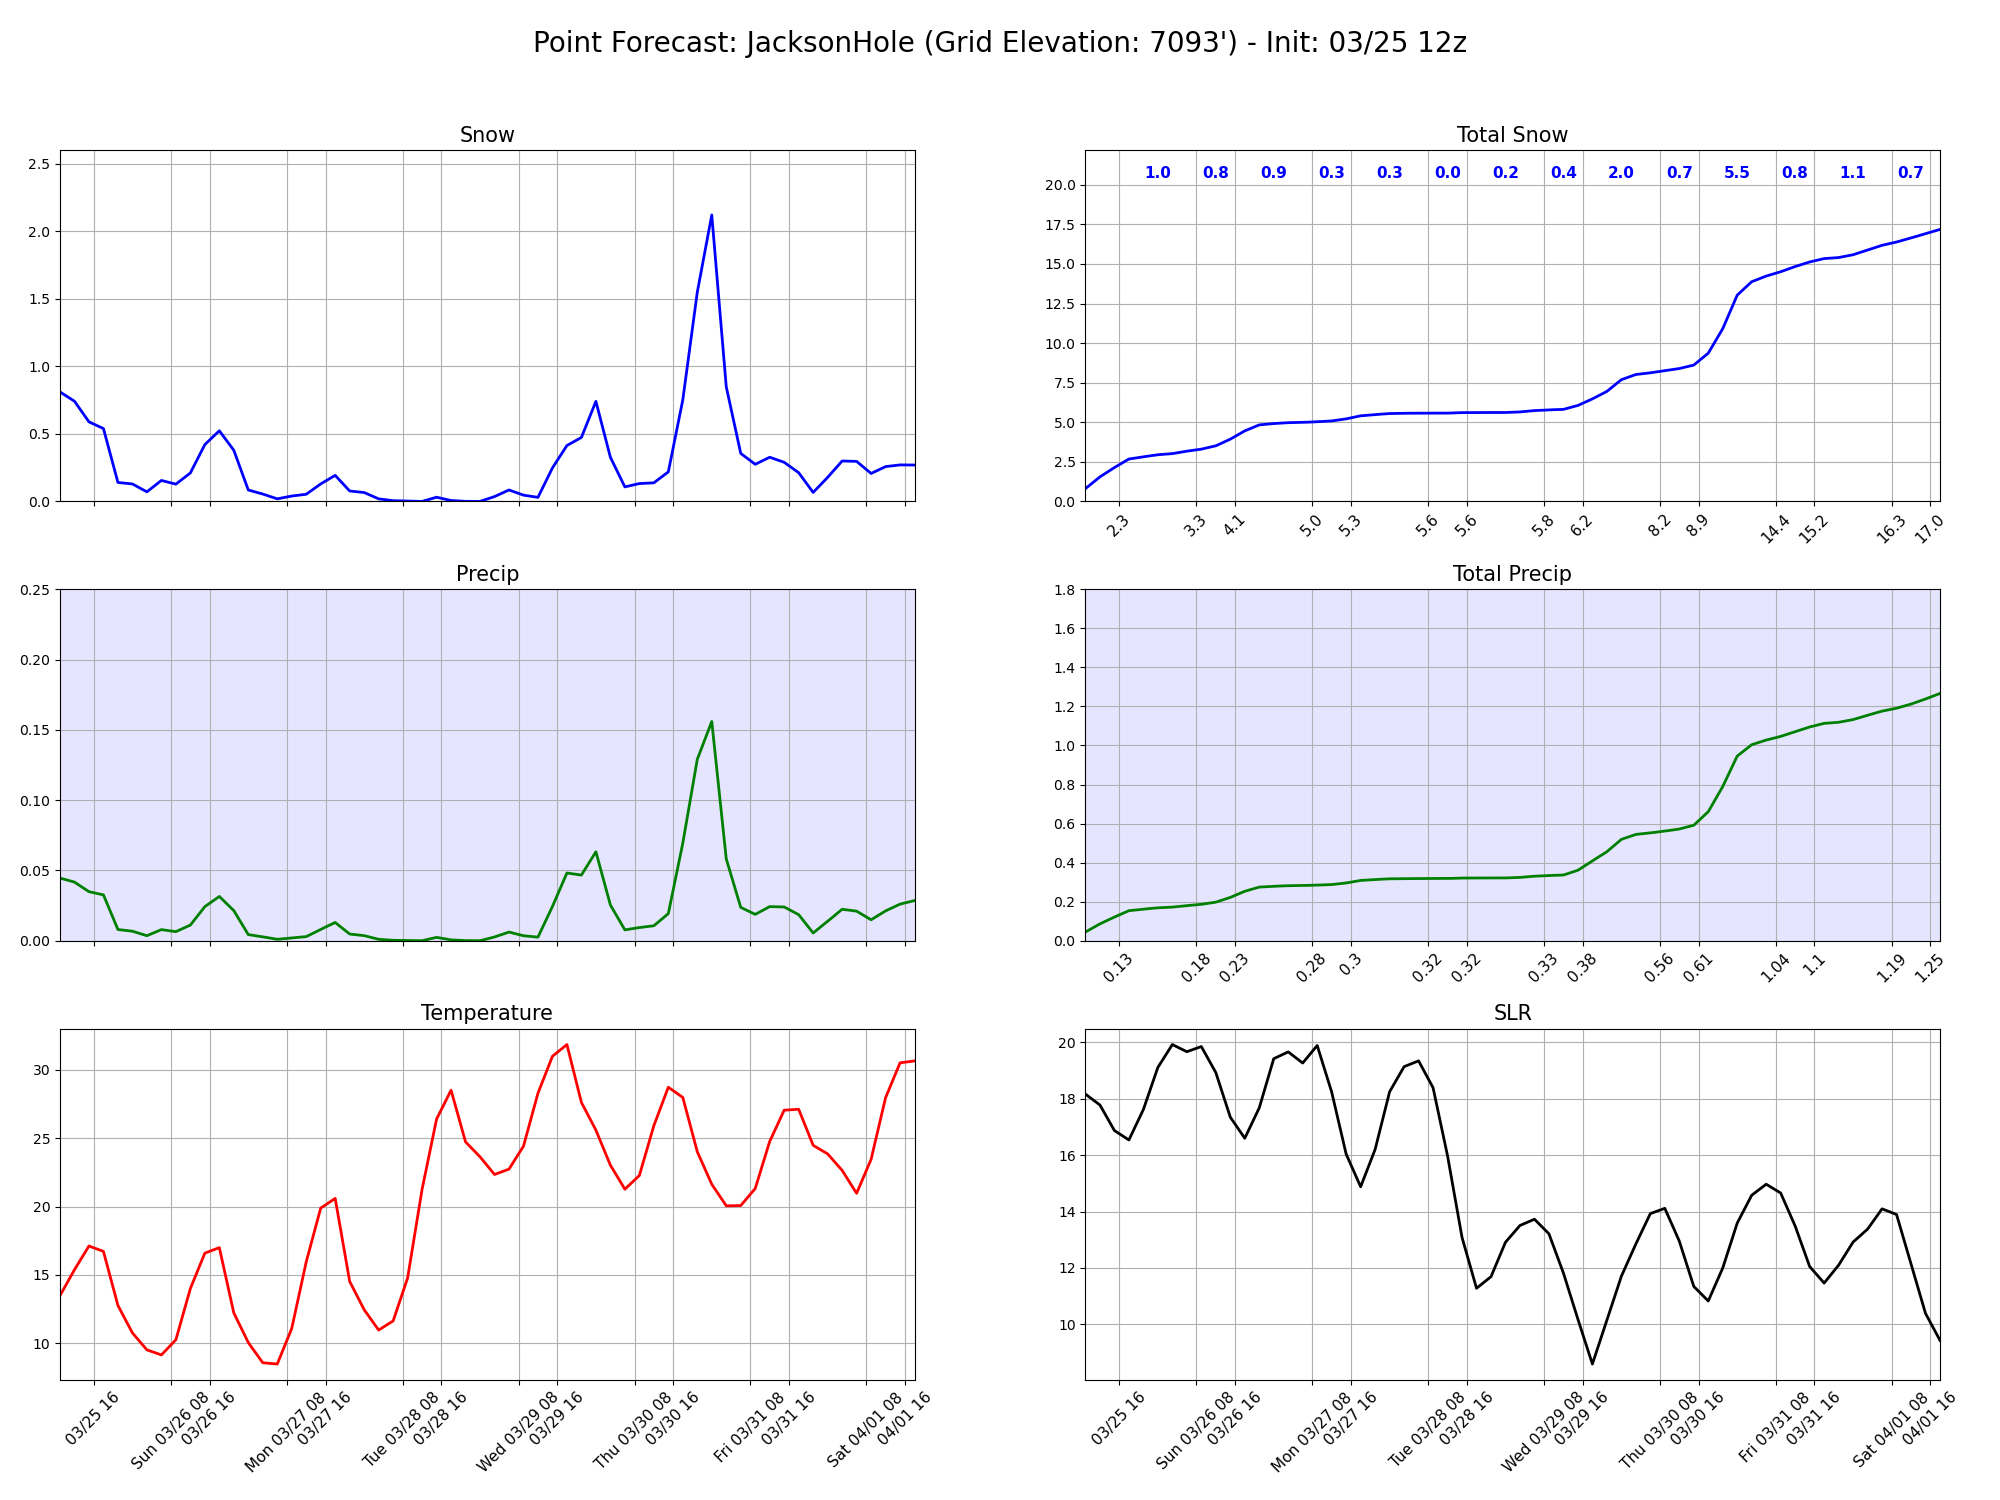 Point Forecast: JacksonHole (Grid Elevation: 7093') - Init: 03/25 12z
Snow
2.5
2.0
1.5
1.0
0.5
0.0
Total Snow
1.0 0.8 0.9 0.3 0.3 0.0 0.2 0.4 2.0 0.7 5.5 0.8 1.1 0.7
20.0
17.5
15.0
12.5
10.0
7.5
5.0
2.5
0.0
2.3 3.3 4.1 5.0 5.3 5.6 5.6 5.8 6.2 8.2 8.9 14.4 15.2 16.3 17.0
Precip
0.25
0.20
0.15
0.10
0.05
0.00
Total Precip
1.8
1.6
1.4
1.2
1.0
0.8
0.6
0.4
0.2
0.0
0.13 0.18 0.23 0.28 0.3 0.32 0.32 0.33 0.38 0.56 0.61 1.04 1.1 1.19 1.25
Temperature
30
25
20
15
10
03/25 16
Sun 03/26 08
03/26 16
Mon 03/27 08
03/27 16
Tue 03/28 08
03/28 16
Wed 03/29 08
03/29 16
Thu 03/30 08
03/30 16
Fri 03/31 08
03/31 16
Sat 04/01 08
04/01 16
SLR
20
18
16
14
12
10
03/25 16
Sun 03/26 08
03/26 16
Mon 03/27 08
03/27 16
Tue 03/28 08
03/28 16
Wed 03/29 08
03/29 16
Thu 03/30 08
03/30 16
Fri 03/31 08
03/31 16
Sat 04/01 08
04/01 16